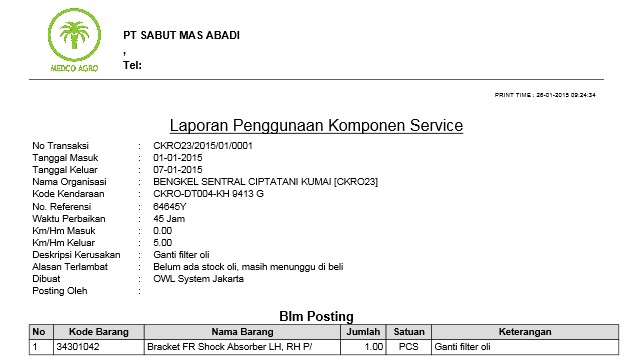 MEDCO AGRO
PT SABUT MAS ABADI
,
Tel:
PRINT TIME : 26-01-2015 09:24:34
Laporan Penggunaan Komponen Service
No Transaksi : CKRO23/2015/01/0001
Tanggal Masuk : 01-01-2015
Tanggal Keluar : 07-01-2015
Nama Organisasi : BENGKEL SENTRAL CIPTATANI KUMAI [CKRO23]
Kode Kendaraan : CKRO-DT004-KH 9413 G
No. Referensi : 64645Y
Waktu Perbaikan : 45 Jam
Km/Hm Masuk : 0.00
Km/Hm Keluar : 5.00
Deskripsi Kerusakan : Ganti filter oli
Alasan Terlambat : Belum ada stock oli, masih menunggu di beli
Dibuat : OWL System Jakarta
Posting Oleh :
Blm Posting
No Kode Barang Nama Barang Jumlah Satuan Keterangan
1 34301042 Bracket FR Shock Absorber LH, RH P/ 1.00 PCS Ganti filter oli